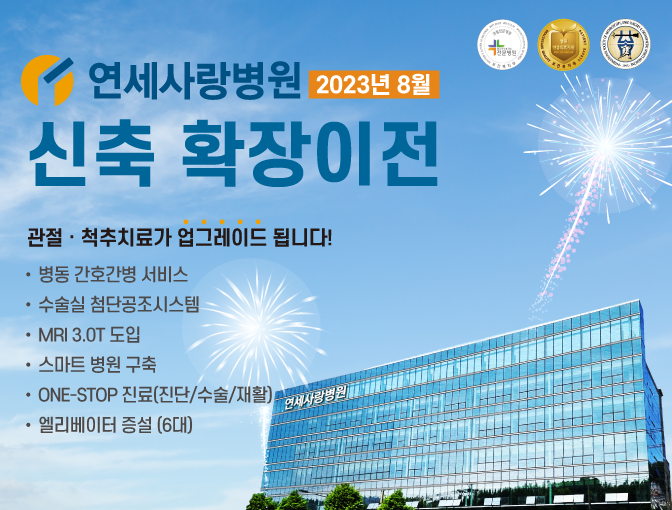 연세사랑병원 2023년 8월
신축 확장이전
관절 · 척추치료가 업그레이드 됩니다!
• 병동 간호간병 서비스
• 수술실 첨단공조시스템
• MRI 3.0T 도입
• 스마트 병원 구축
• ONE-STOP 진료(진단/수술/재활)
• 엘리베이터 증설 (6대)
연세사랑병원
전문병원